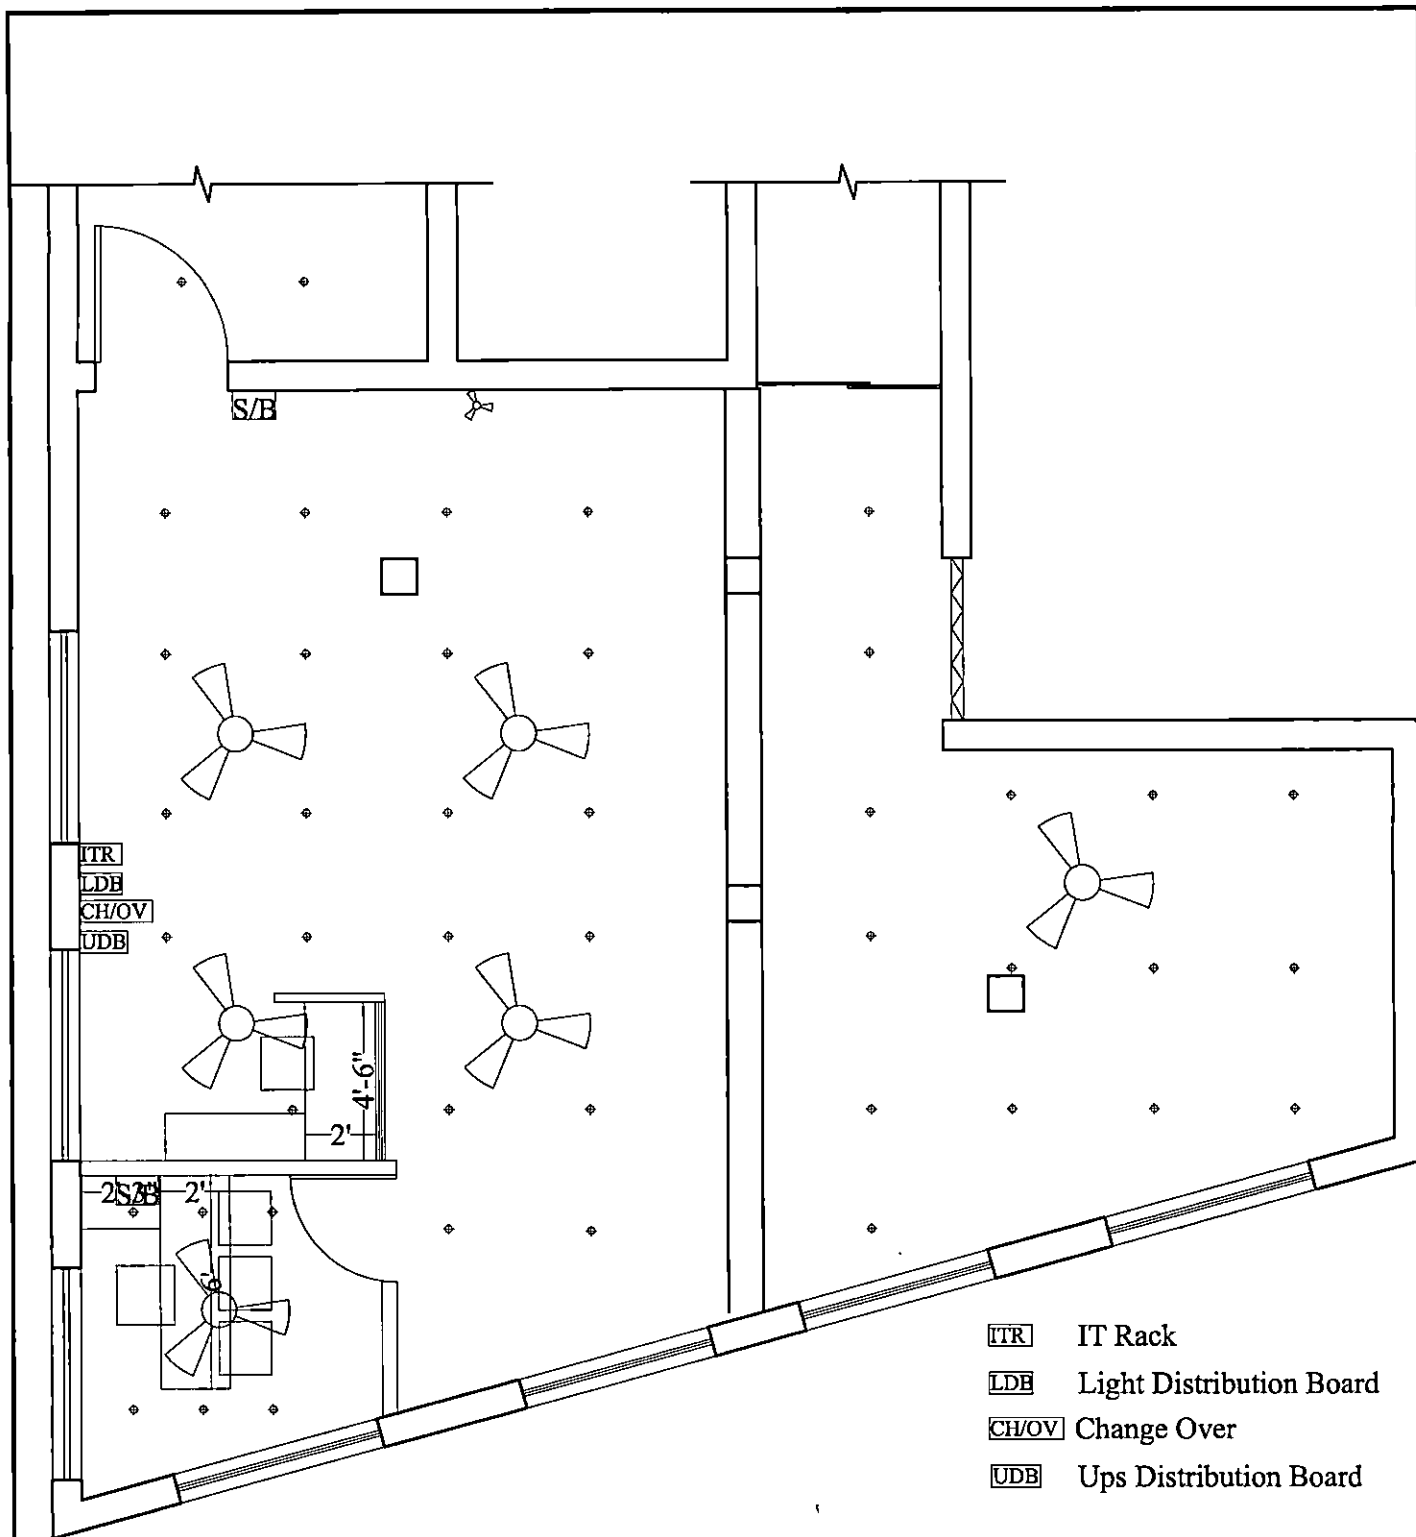 S/B
ITR
LDB
CH/OV
UDB
4'-6"
2'
S/B
2'
6'
ITR IT Rack
LDB Light Distribution Board
CH/OV Change Over
UDB Ups Distribution Board